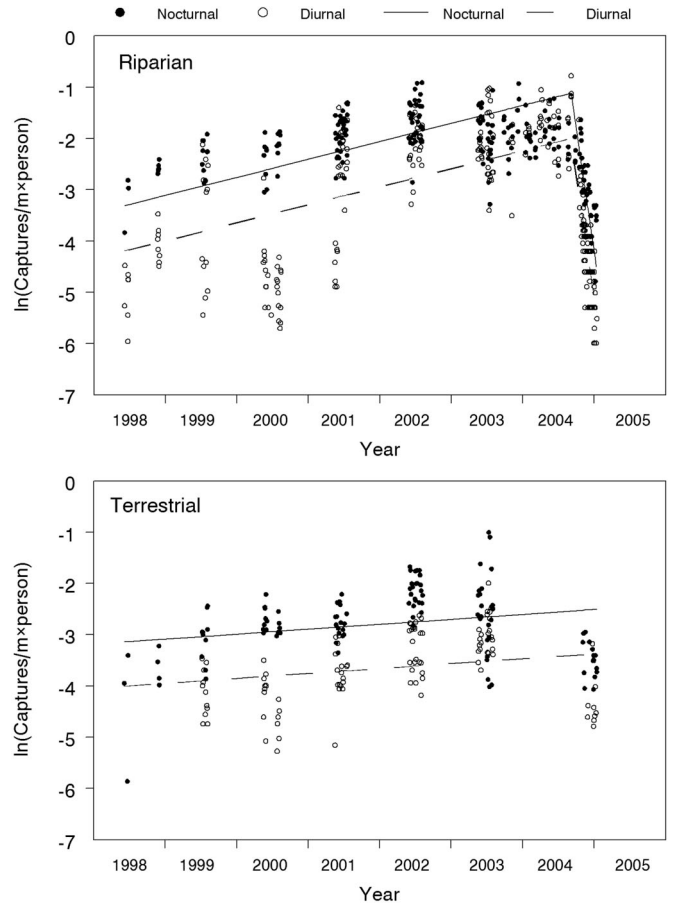 Nocturnal Diurnal Nocturnal Diurnal
Riparian
ln(Captures/m×person)
0
-1
-2
-3
-4
-5
-6
-7
1998 1999 2000 2001 2002 2003 2004 2005
Year
Terrestrial
ln(Captures/m×person)
0
-1
-2
-3
-4
-5
-6
-7
1998 1999 2000 2001 2002 2003 2004 2005
Year